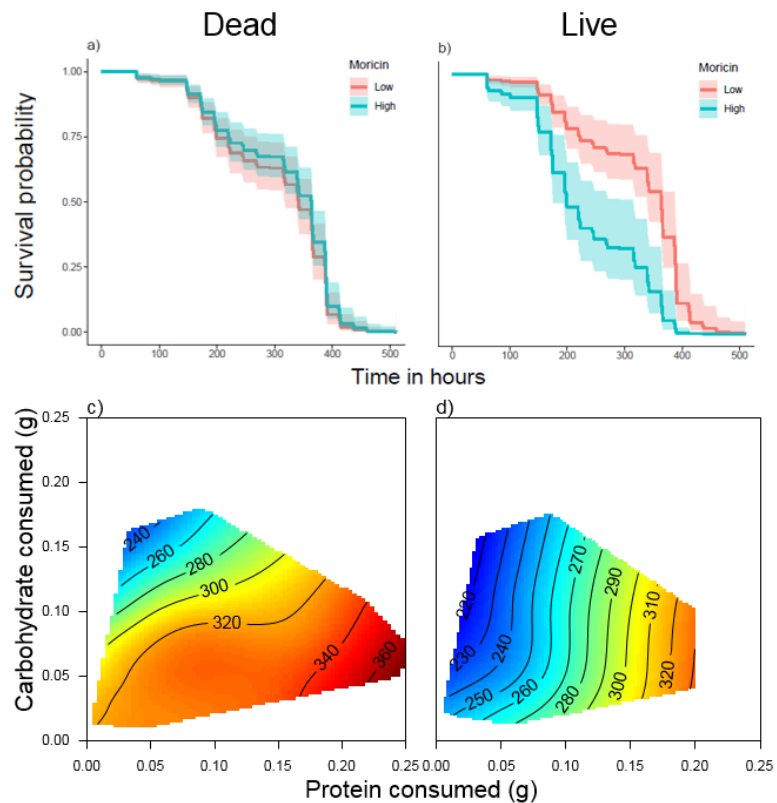 Dead
Live
a)
b)
Moricin
Low
High
Moricin
Low
High
Survival probability
1.00
0.75
0.50
0.25
0.00
0 100 200 300 400 500
0 100 200 300 400 500
Time in hours
c)
d)
Carbohydrate consumed (g)
0.25
0.20
0.15
0.10
0.05
0.00
240
260
280
300
320
340
360
220
230
240
250
260
270
280
290
300
310
320
0.00 0.05 0.10 0.15 0.20 0.25
0.00 0.05 0.10 0.15 0.20 0.25
Protein consumed (g)